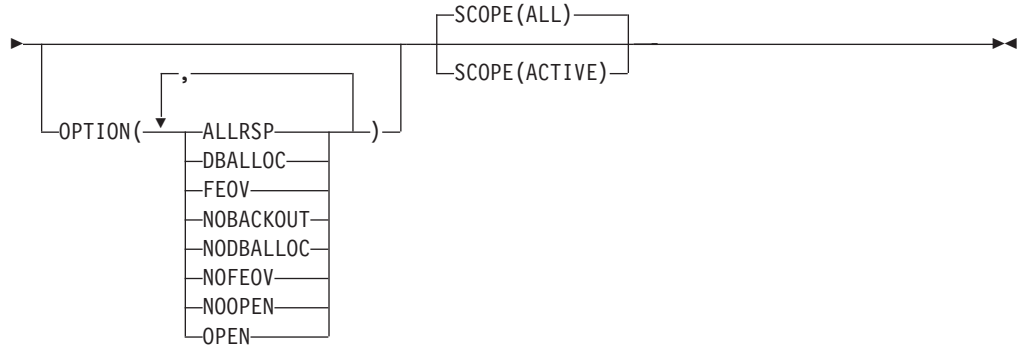 SCOPE(ALL)
SCOPE(ACTIVE)
,
OPTION( ALLRSP )
DBALLOC
FEOV
NOBACKOUT
NODBALLOC
NOFEOV
NOOPEN
OPEN